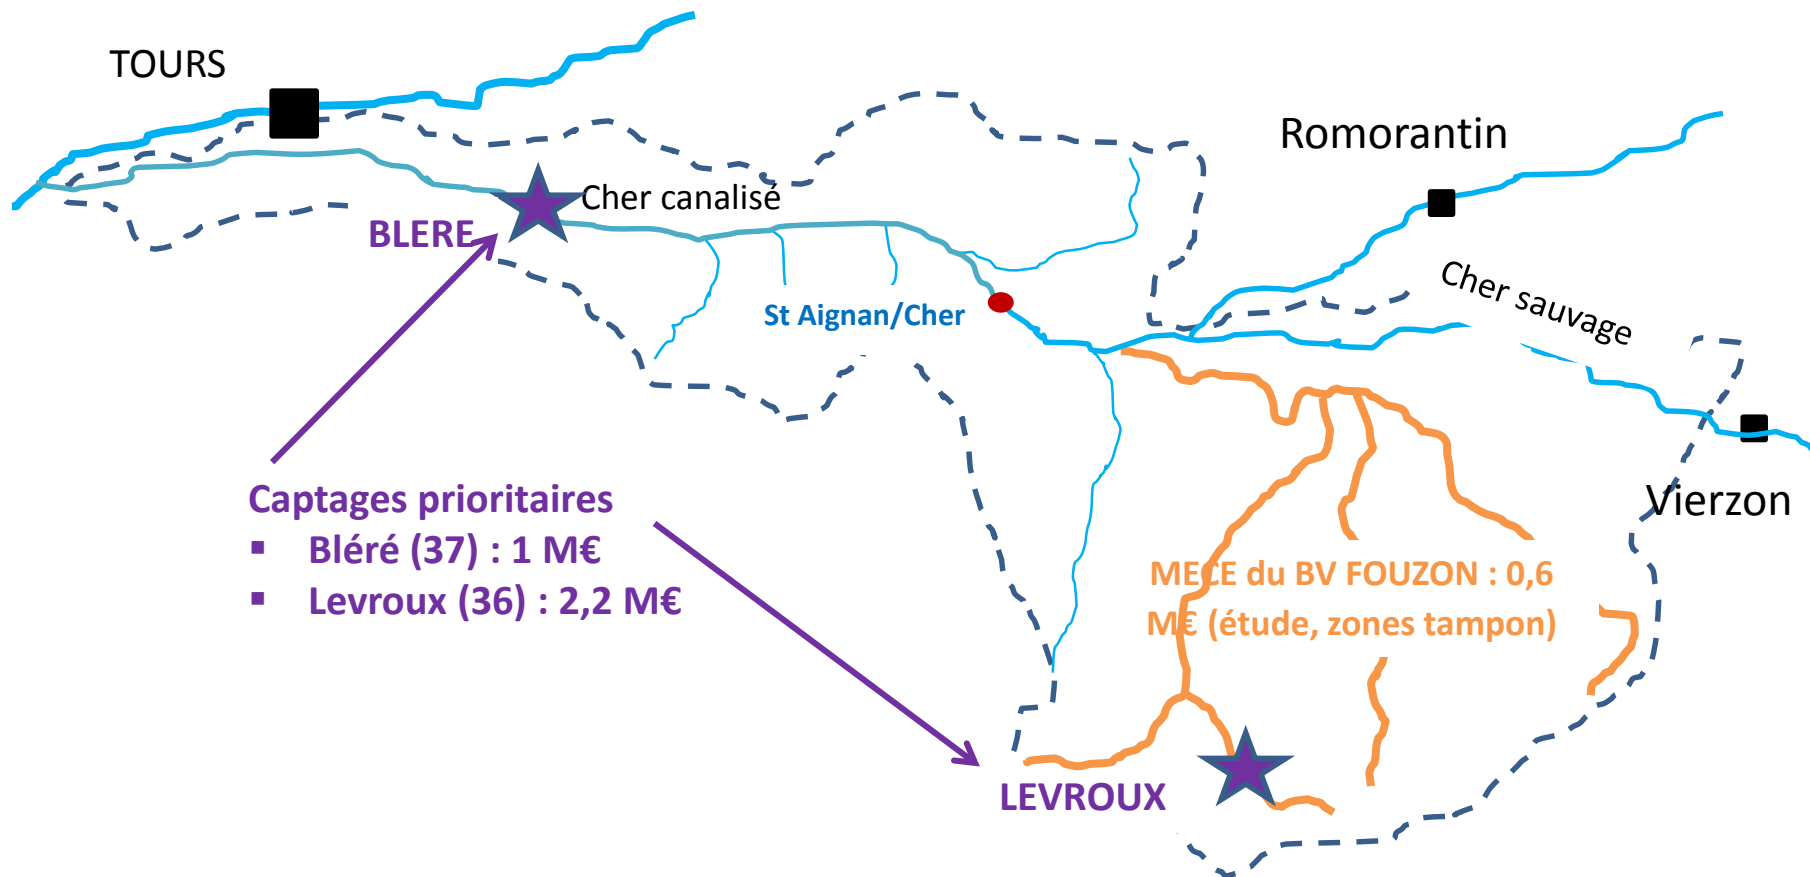 TOURS
Romorantin
Cher canalisé
BLERE
Cher sauvage
St Aignan/Cher
Captages prioritaires
▪ Bléré (37) : 1 M€
▪ Levroux (36) : 2,2 M€
Vierzon
MECE du BV FOUZON : 0,6
M€ (étude, zones tampon)
LEVROUX